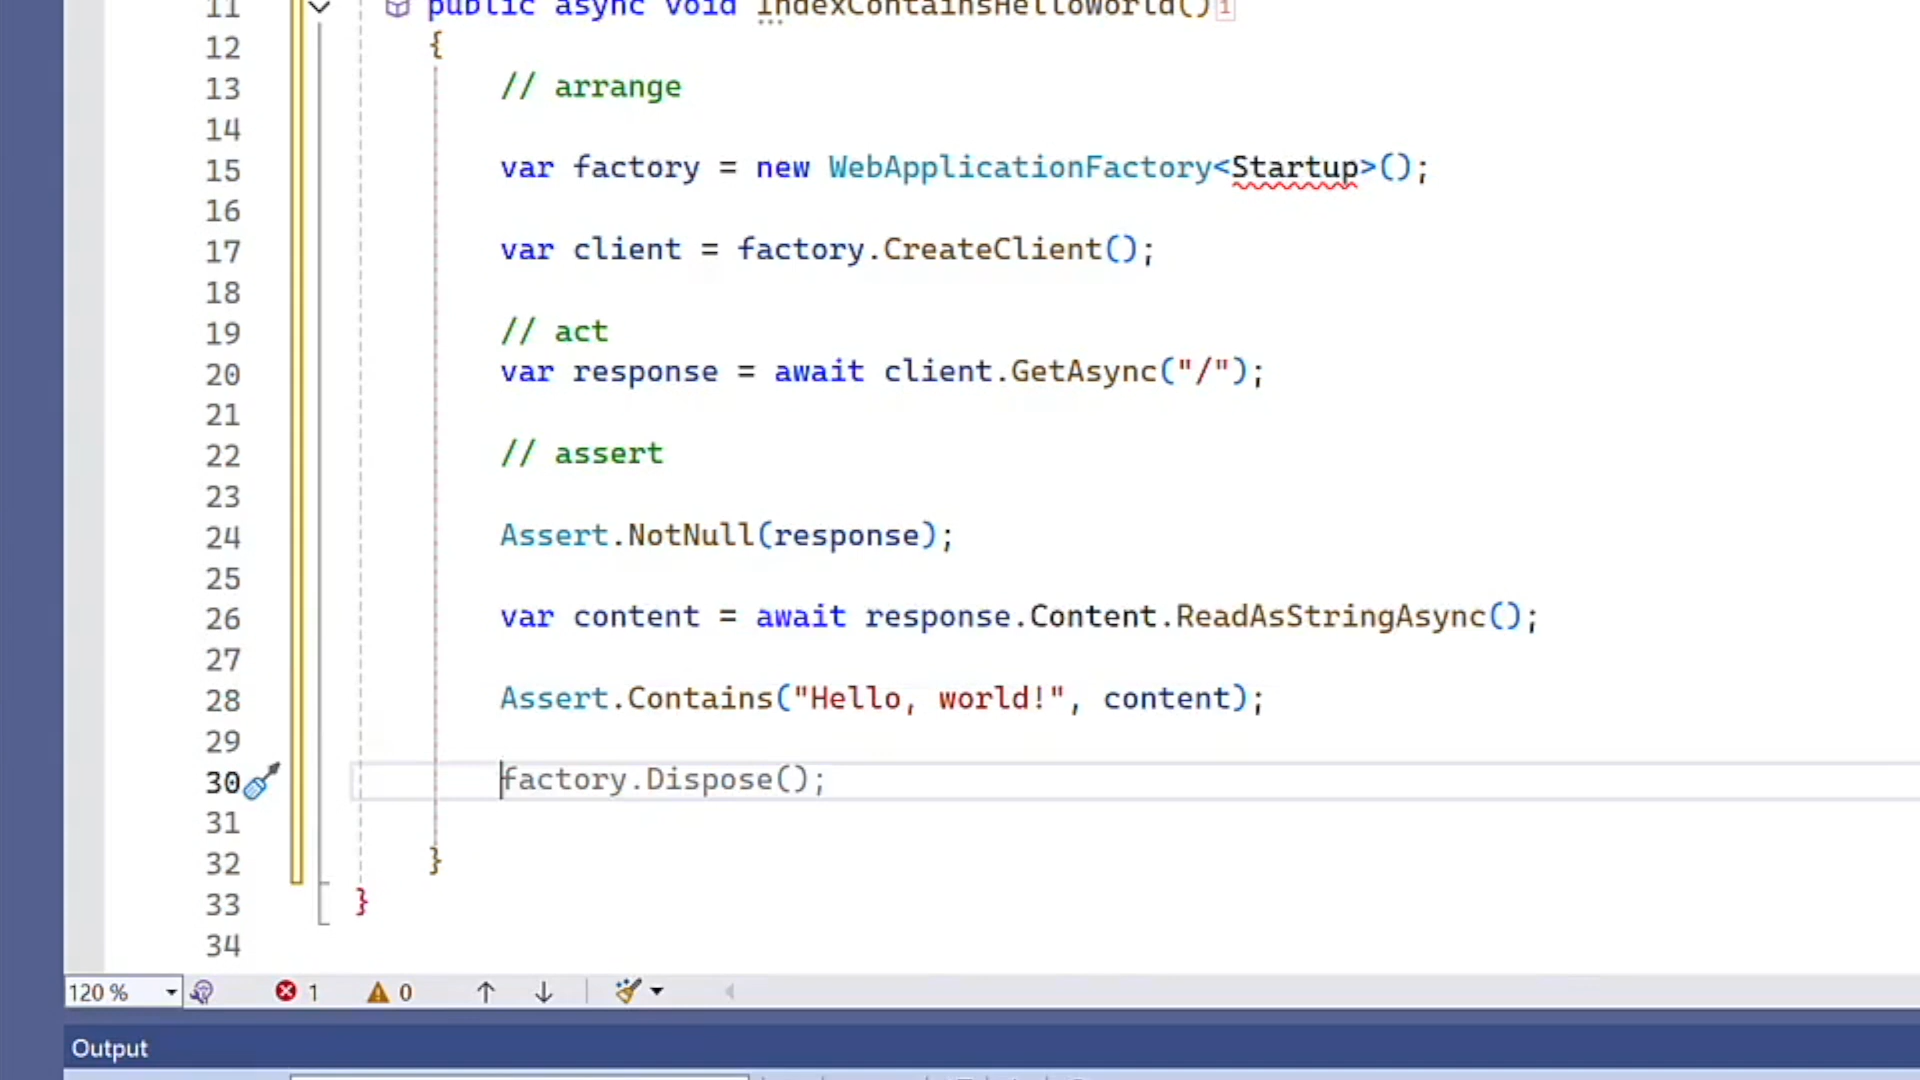 11 public async void IndexContainsHelloWorld()
12 {
13 // arrange
14
15 var factory = new WebApplicationFactory<Startup>();
16
17 var client = factory.CreateClient();
18
19 // act
20 var response = await client.GetAsync("/");
21
22 // assert
23
24 Assert.NotNull(response);
25
26 var content = await response.Content.ReadAsStringAsync();
27
28 Assert.Contains("Hello, world!", content);
29
30 factory.Dispose();
31
32 }
33 }
34
120 % 1 0
Output